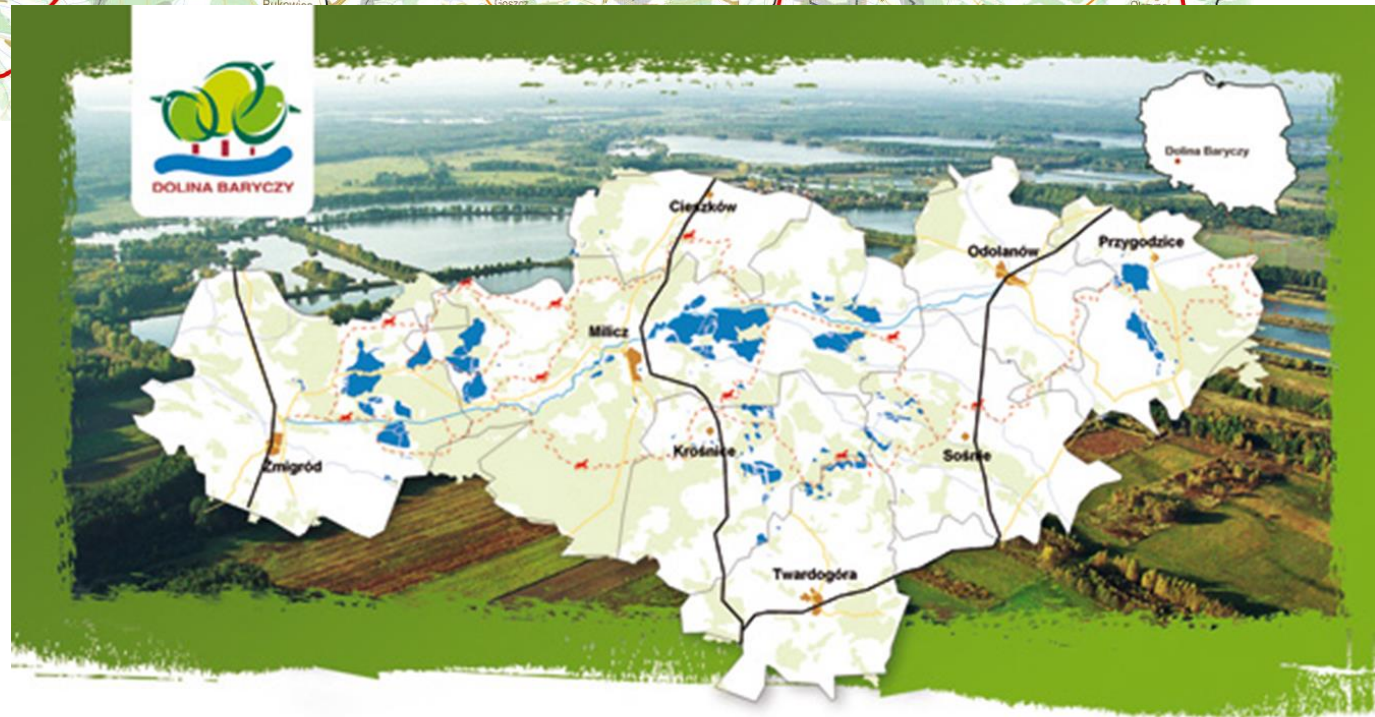 DOLINA BARYCZY
Dolina Baryczy
Cieszków
Odolanów
Przygodzice
Milicz
Żmigród
Krośnice
Sośnie
Twardogóra